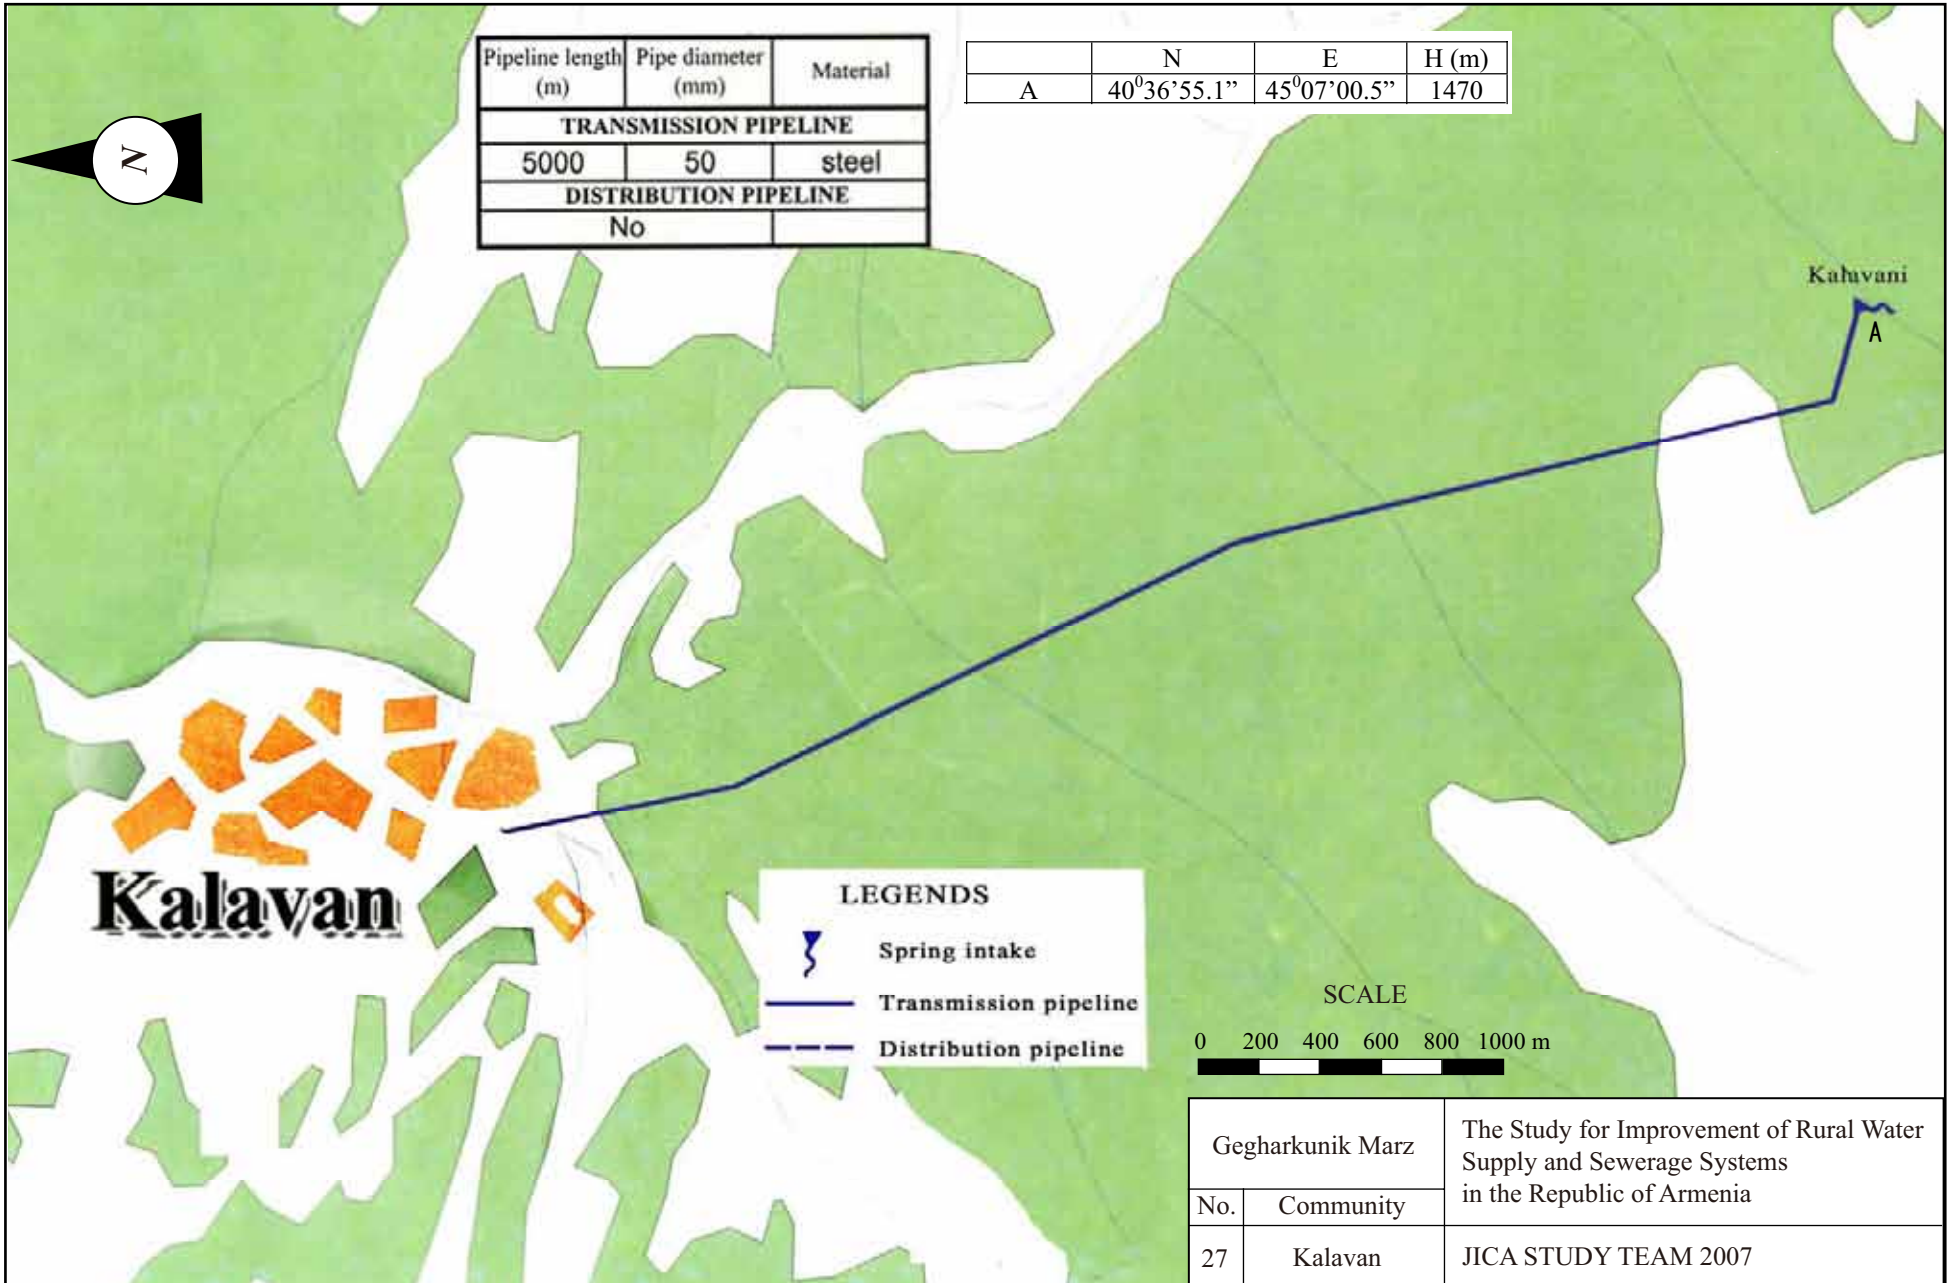 Pipeline length (m) Pipe diameter (mm) Material
TRANSMISSION PIPELINE
5000 50 steel
DISTRIBUTION PIPELINE
No
N E H (m)
A 40⁰36’55.1” 45⁰07’00.5” 1470
N
Kalavani
A
Kalavan
LEGENDS
Spring intake
Transmission pipeline
Distribution pipeline
SCALE
0 200 400 600 800 1000 m
Gegharkunik Marz
No. Community
27 Kalavan
The Study for Improvement of Rural Water
Supply and Sewerage Systems
in the Republic of Armenia
JICA STUDY TEAM 2007